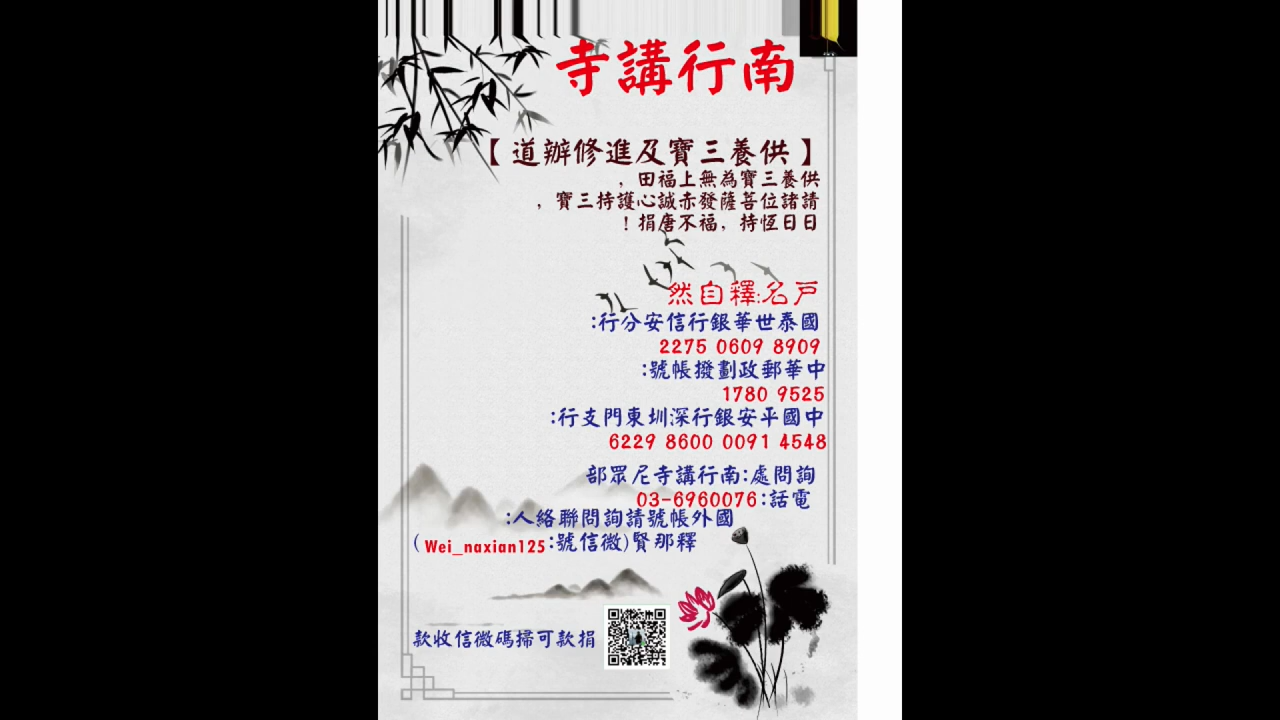 南行講寺
【供養三寶及進修辦道】
供養三寶為無上福田，
請諸位菩薩發赤誠心護持三寶，
日日恆持，福不唐捐！
戶名:釋自然
國泰世華銀行信安分行:
2275 0609 8909
中華郵政劃撥帳號:
1780 9525
中國平安銀行深圳東門支行:
6229 8600 0091 4548
詢問處:南行講寺尼眾部
電話:03-6960076
國外帳號請詢問聯絡人:
釋那賢(微信號:Wei_naxian125)
捐款可掃碼微信收款